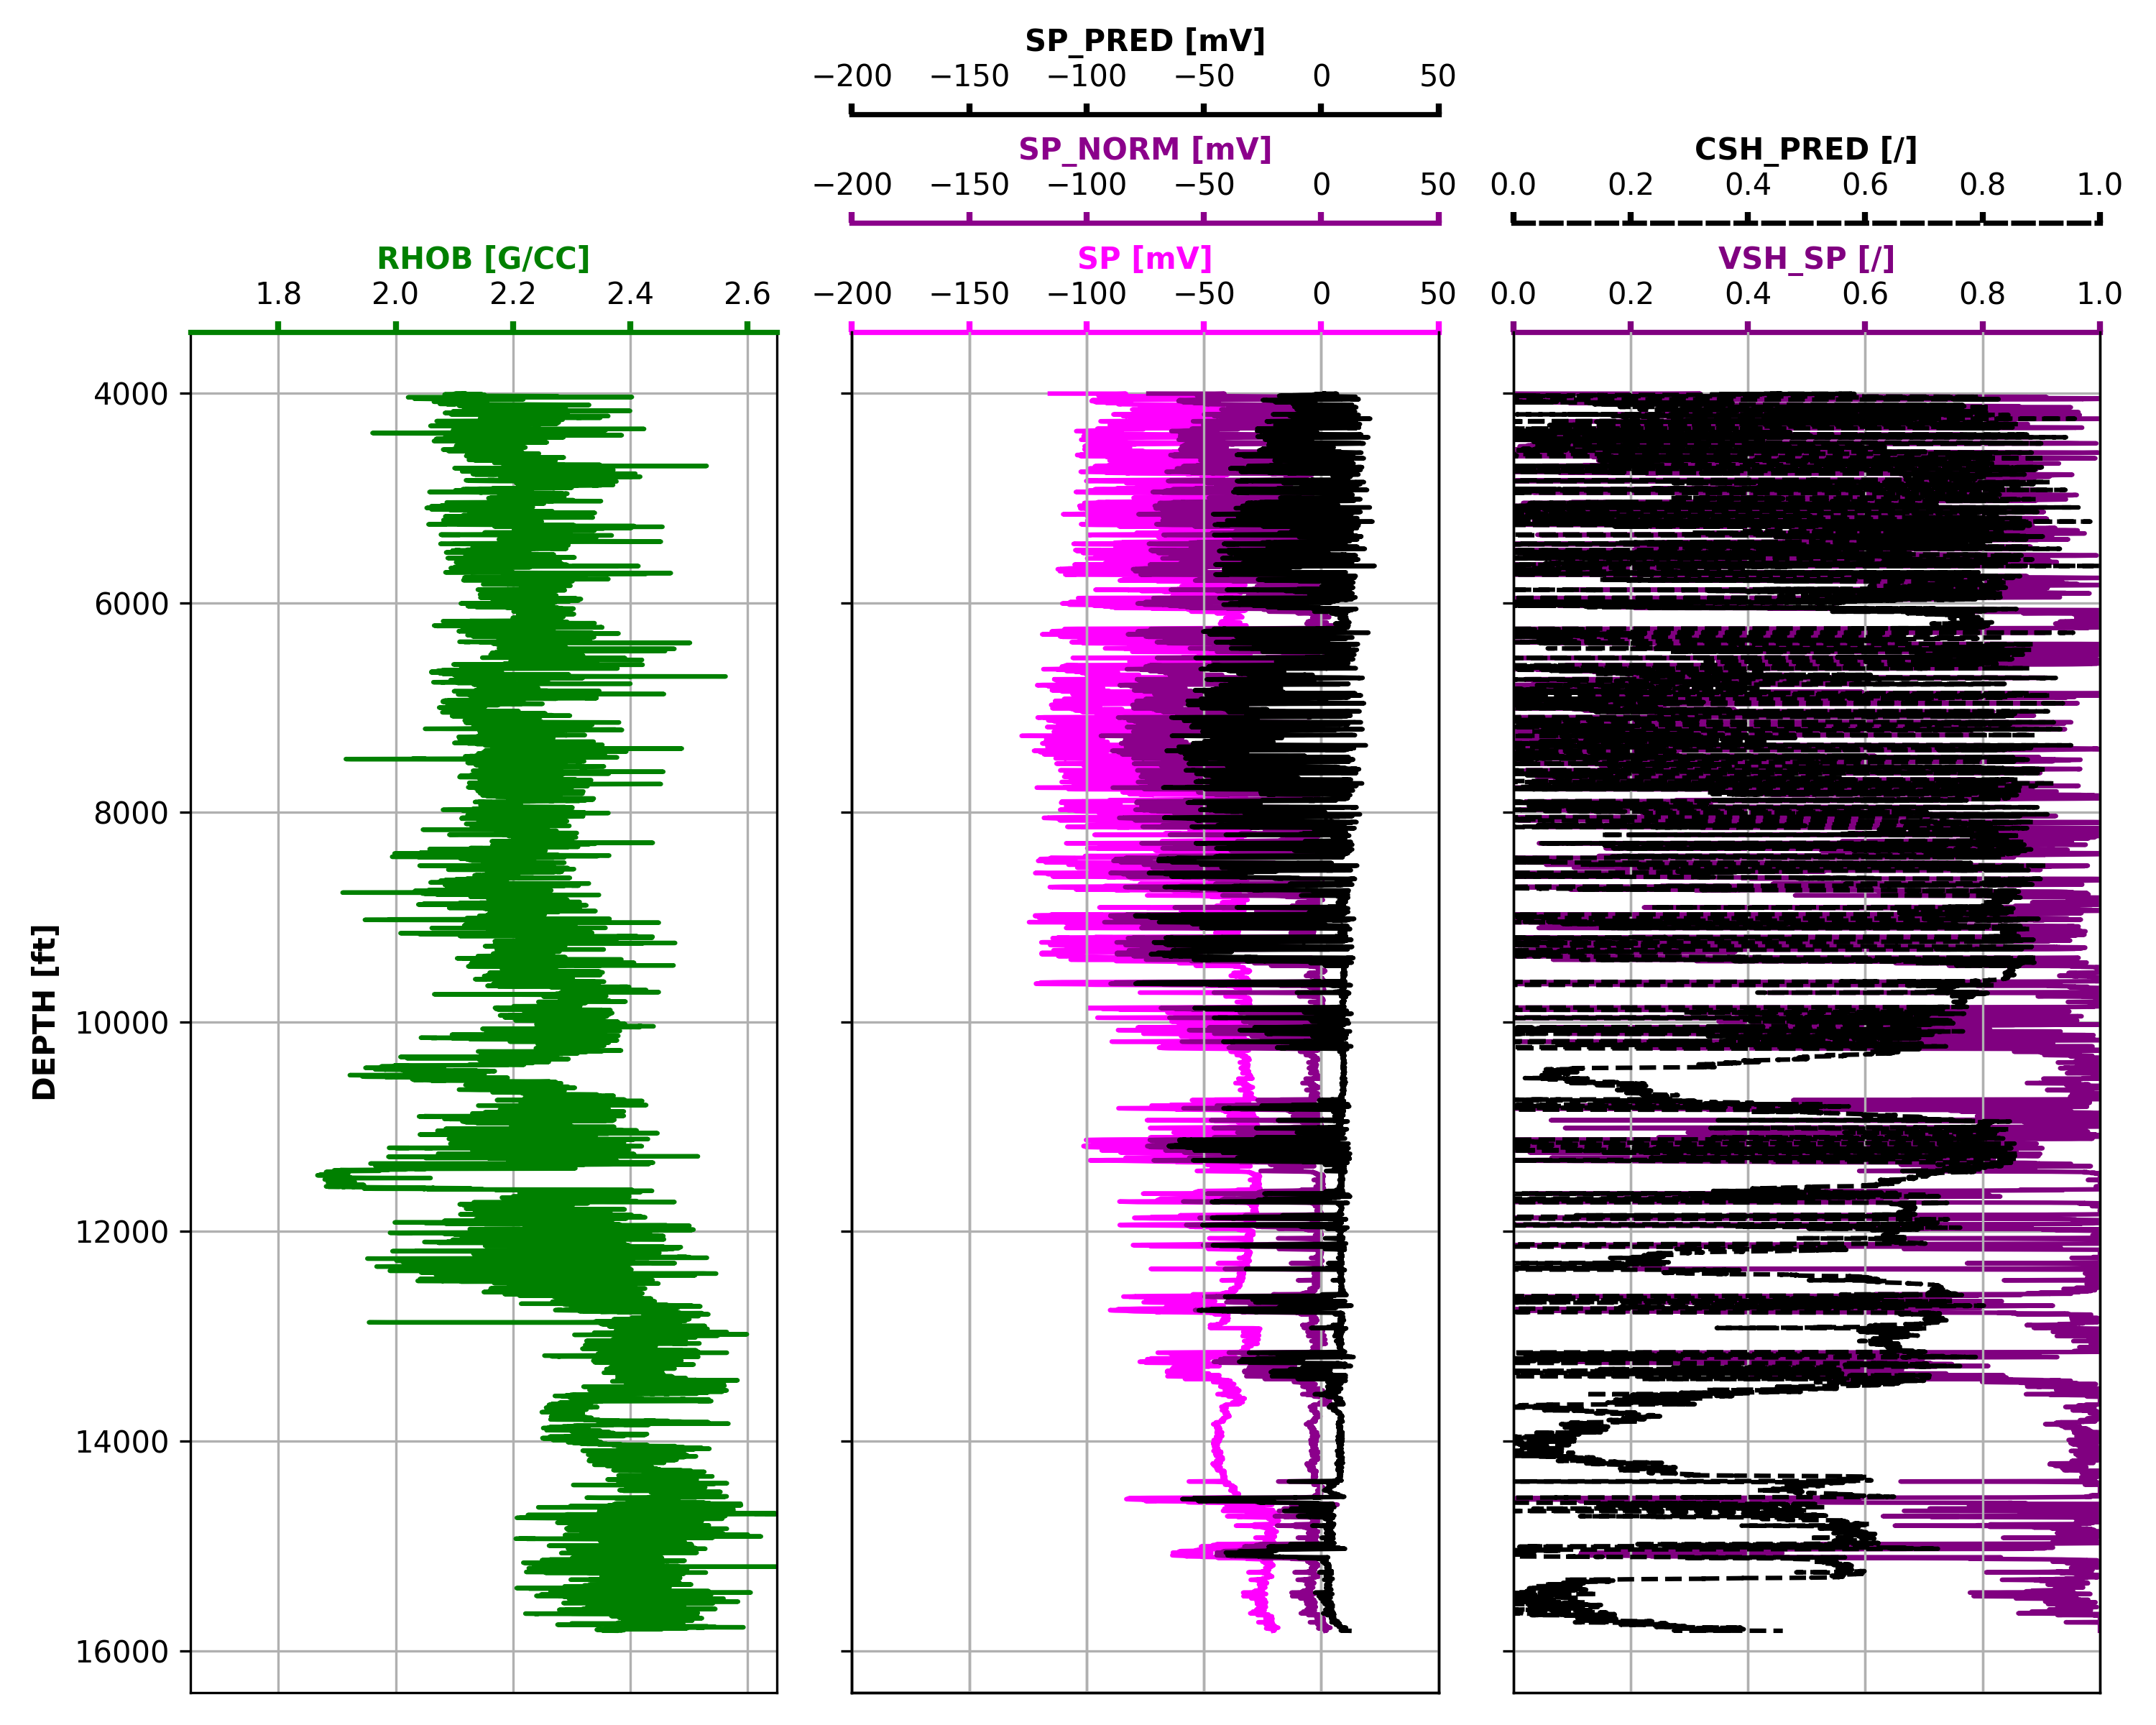 SP_PRED [mV]
−200 −150 −100 −50 0 50
SP_NORM [mV] CSH_PRED [/]
−200 −150 −100 −50 0 50 0.0 0.2 0.4 0.6 0.8 1.0
RHOB [G/CC] SP [mV] VSH_SP [/]
1.8 2.0 2.2 2.4 2.6 −200 −150 −100 −50 0 50 0.0 0.2 0.4 0.6 0.8 1.0
4000
6000
8000
10000
12000
14000
16000
DEPTH [ft]